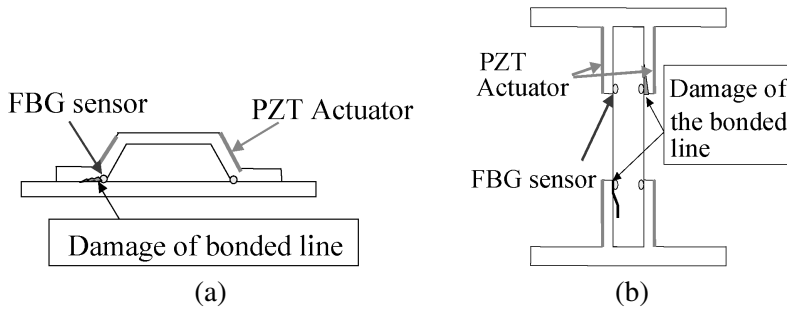 FBG sensor
PZT Actuator
Damage of bonded line
(a)
PZT
Actuator
Damage of
the bonded
line
FBG sensor
(b)